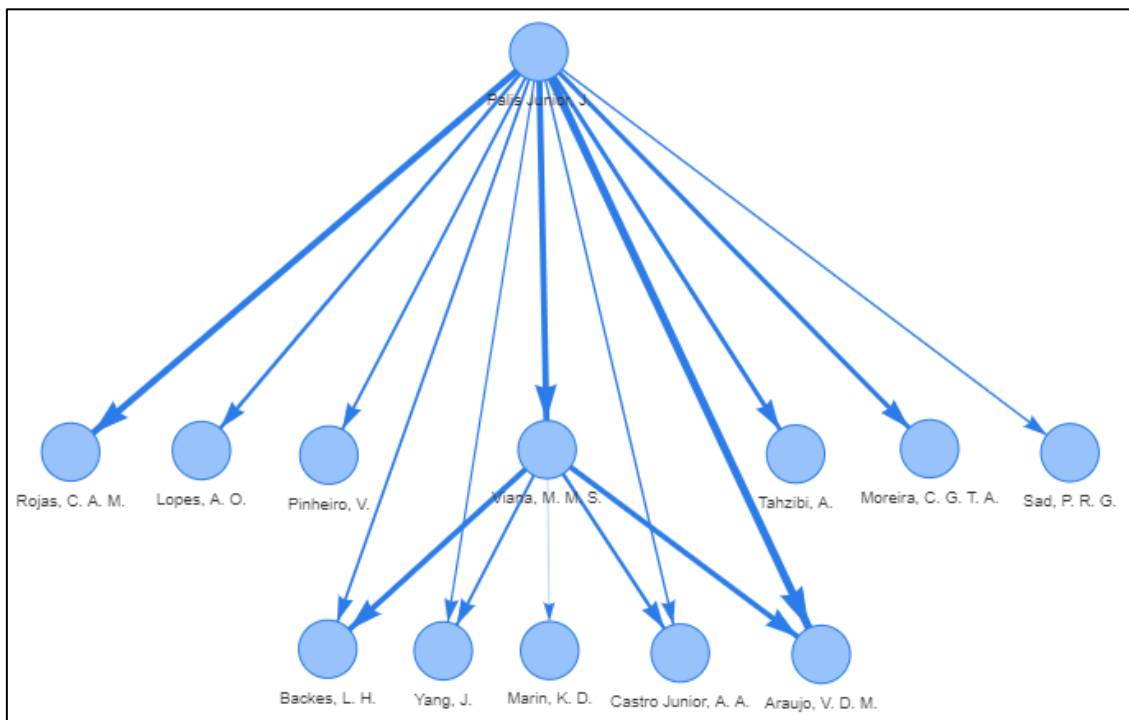 Palis Junior, J.
Rojas, C. A. M.
Lopes, A. O.
Pinheiro, V.
Viana, M. M. S.
Tahzibi, A.
Moreira, C. G. T. A.
Sad, P. R. G.
Backes, L. H.
Yang, J.
Marin, K. D.
Castro Junior, A. A.
Araujo, V. D. M.